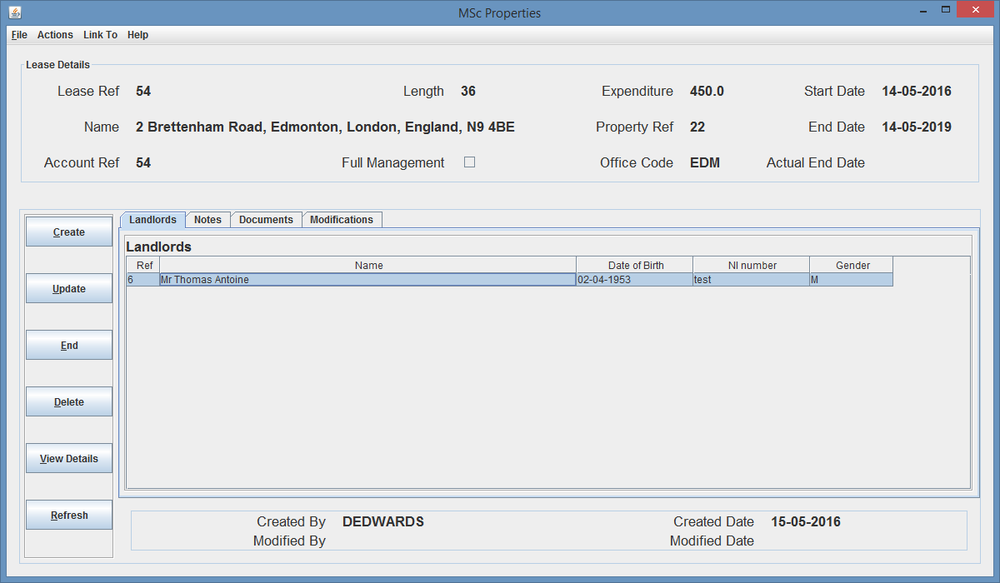 MSc Properties
File Actions Link To Help
Lease Details
Lease Ref 54 Length 36 Expenditure 450.0 Start Date 14-05-2016
Name 2 Brettenham Road, Edmonton, London, England, N9 4BE Property Ref 22 End Date 14-05-2019
Account Ref 54 Full Management Office Code EDM Actual End Date
Create
Update
End
Delete
View Details
Refresh
Landlords Notes Documents Modifications
Landlords
Ref Name Date of Birth NI number Gender
6 Mr Thomas Antoine 02-04-1953 test M
Created By DEDWARDS Created Date 15-05-2016
Modified By Modified Date